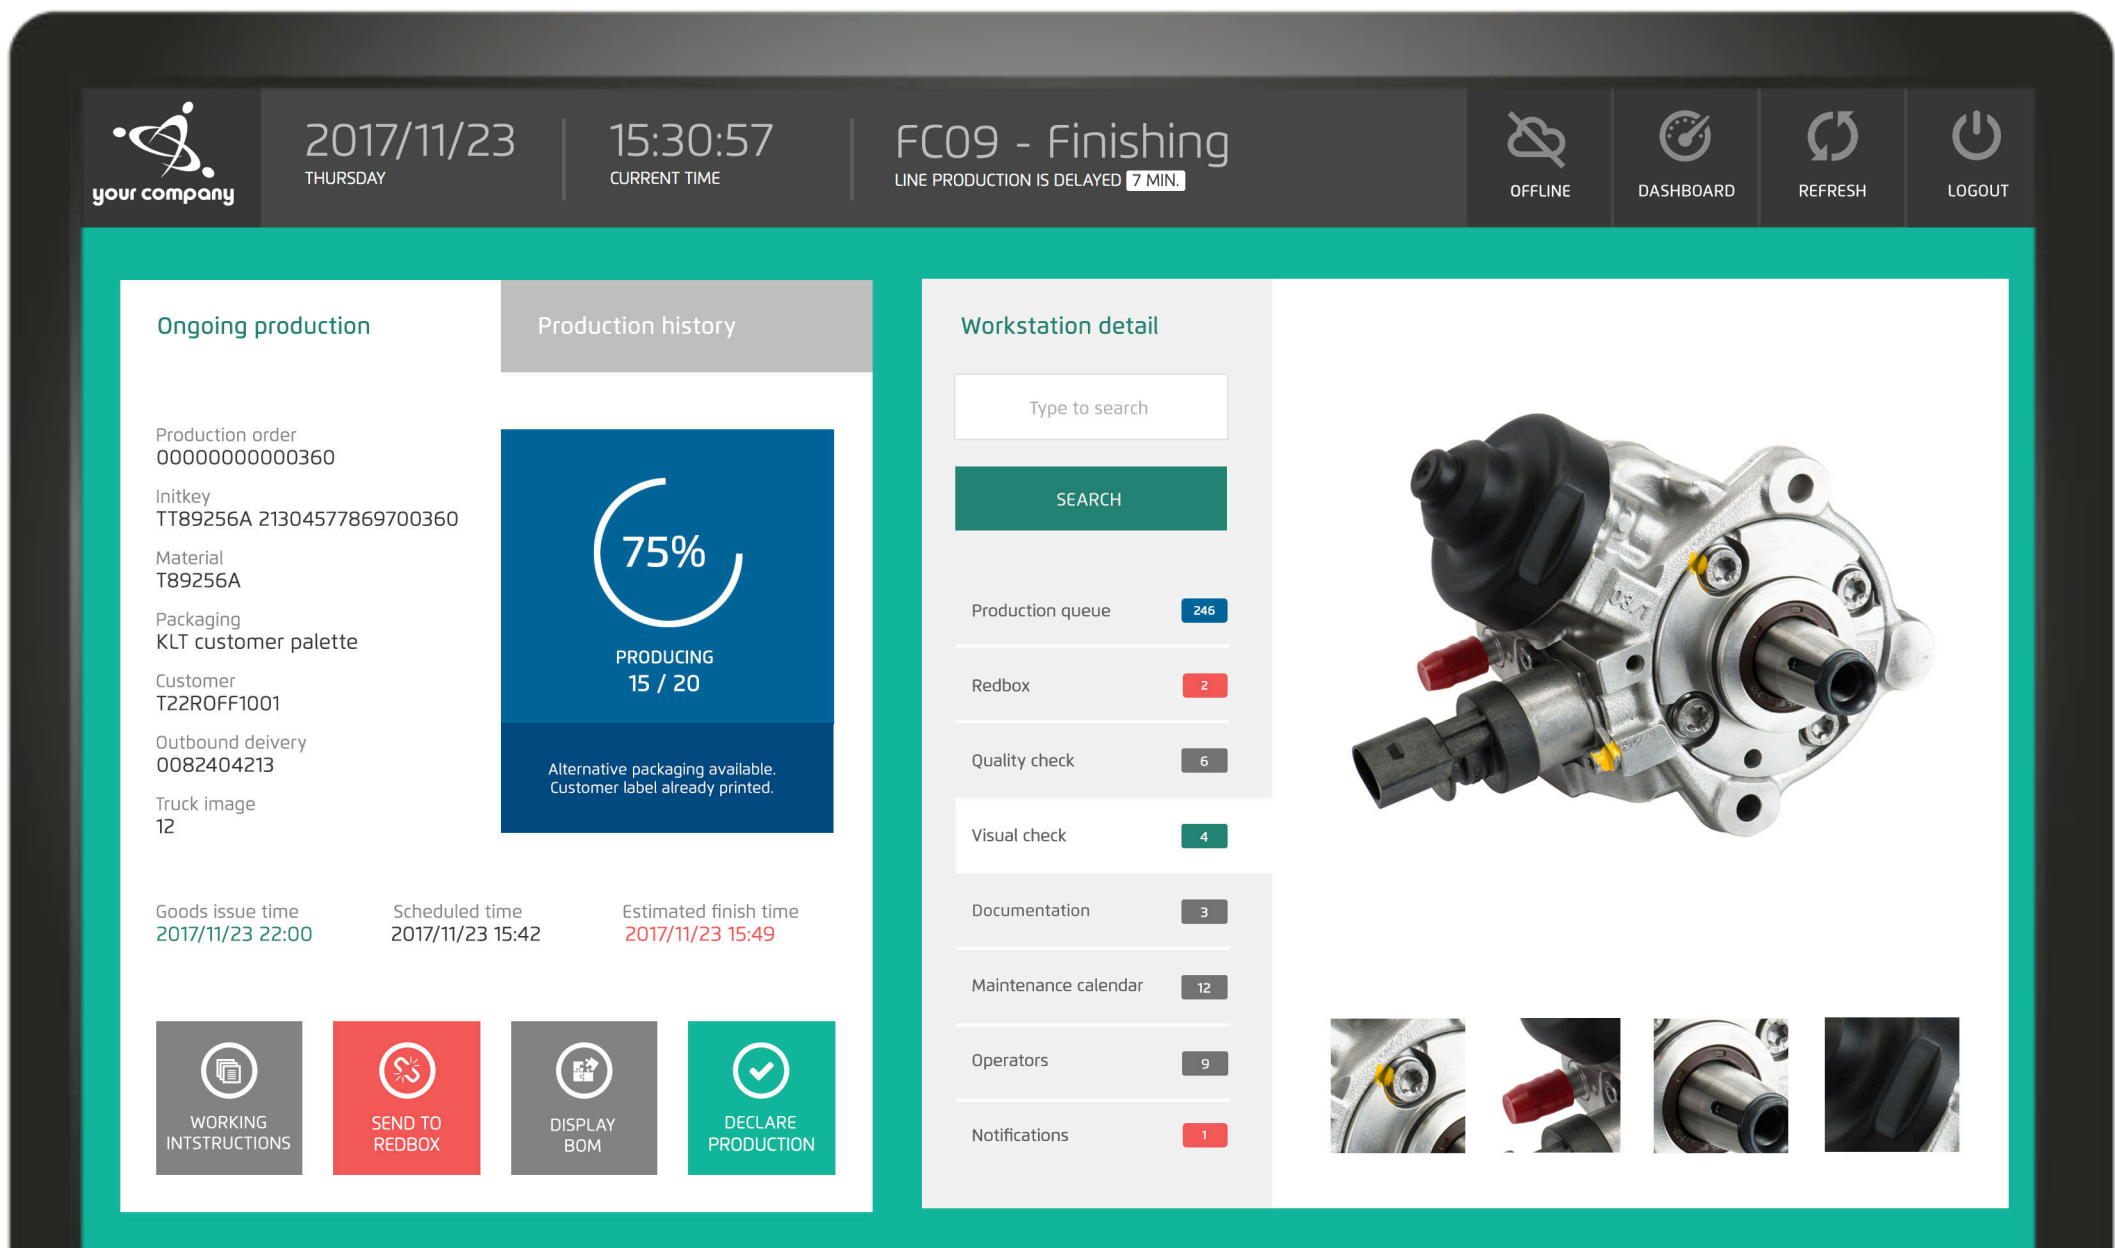 your company
2017/11/23
THURSDAY
15:30:57
CURRENT TIME
FC09 - Finishing
LINE PRODUCTION IS DELAYED 7 MIN.
OFFLINE
DASHBOARD
REFRESH
LOGOUT
Ongoing production
Production history
Production order
00000000000360
Initkey
TT89256A 21304577869700360
Material
T89256A
Packaging
KLT customer palette
Customer
T22ROFF1001
Outbound deivery
0082404213
Truck image
12
75%
PRODUCING
15 / 20
Alternative packaging available.
Customer label already printed.
Goods issue time
2017/11/23 22:00
Scheduled time
2017/11/23 15:42
Estimated finish time
2017/11/23 15:49
WORKING
INTSTRUCTIONS
SEND TO
REDBOX
DISPLAY
BOM
DECLARE
PRODUCTION
Workstation detail
Type to search
SEARCH
Production queue 246
Redbox 2
Quality check 6
Visual check 4
Documentation 3
Maintenance calendar 12
Operators 9
Notifications 1